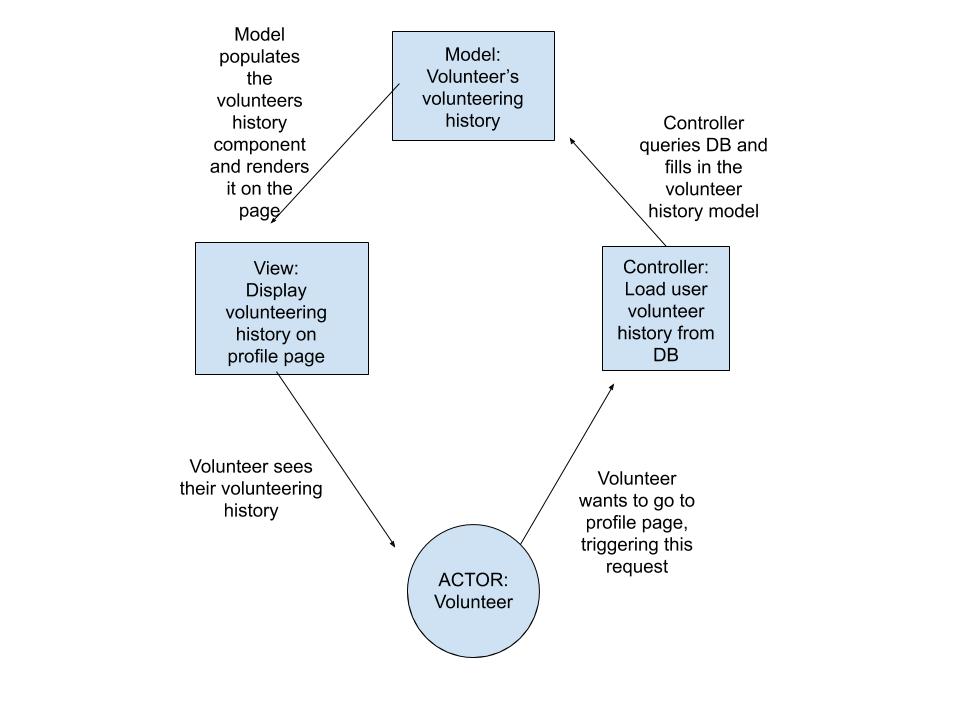 Model
populates
the
volunteers
history
component
and renders
it on the
page
Model:
Volunteer’s
volunteering
history
Controller
queries DB and
fills in the
volunteer
history model
View:
Display
volunteering
history on
profile page
Controller:
Load user
volunteer
history from
DB
Volunteer sees
their volunteering
history
Volunteer
wants to go to
profile page,
triggering this
request
ACTOR:
Volunteer